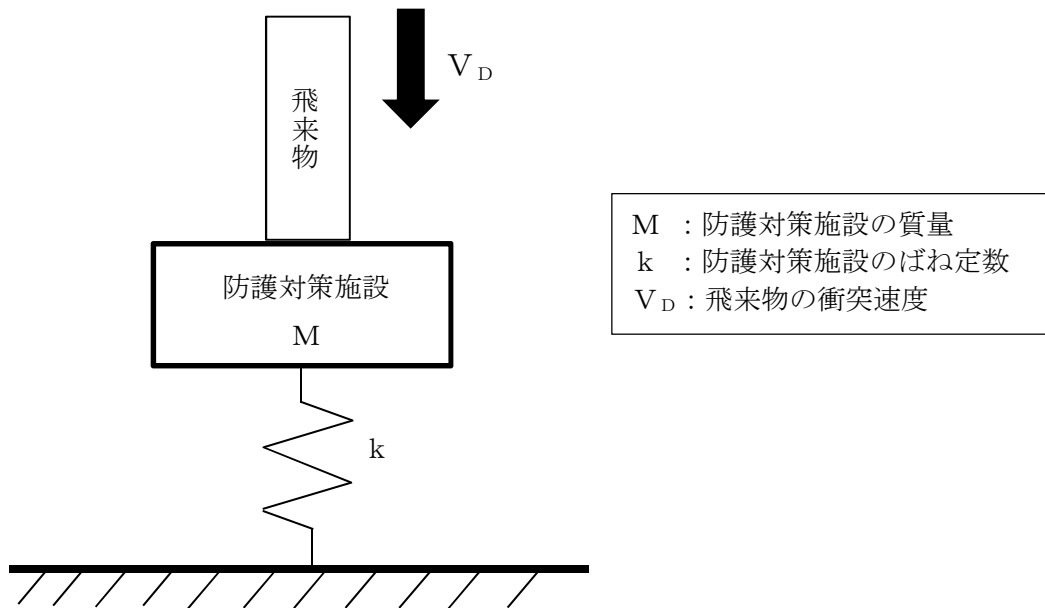 飛来物
V_D
防護対策施設
M
k
M ：防護対策施設の質量
k ：防護対策施設のばね定数
V_D：飛来物の衝突速度